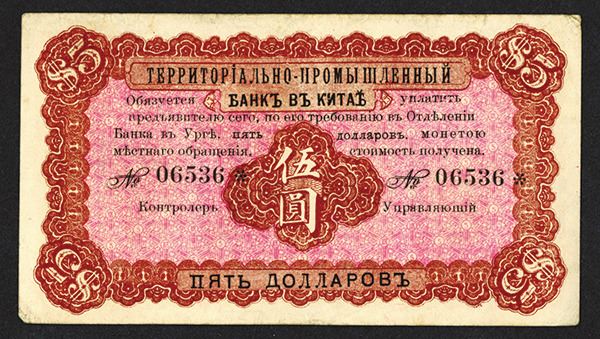 $5 $5
ТЕРРИТОРІАЛЬНО-ПРОМЫШЛЕННЫЙ
Обязуется БАНКЪ ВЪ КИТАѢ уплатить
предъявителю сего, по его требованию въ Отдѣленіи
Банка въ Ургѣ, пять долларовъ, монетою
мѣстнаго обращенія, стоимость получена.
伍圓
№ 06536 * № 06536 *
Контролеръ Управляющій
$5 $5
ПЯТЬ ДОЛЛАРОВЪ